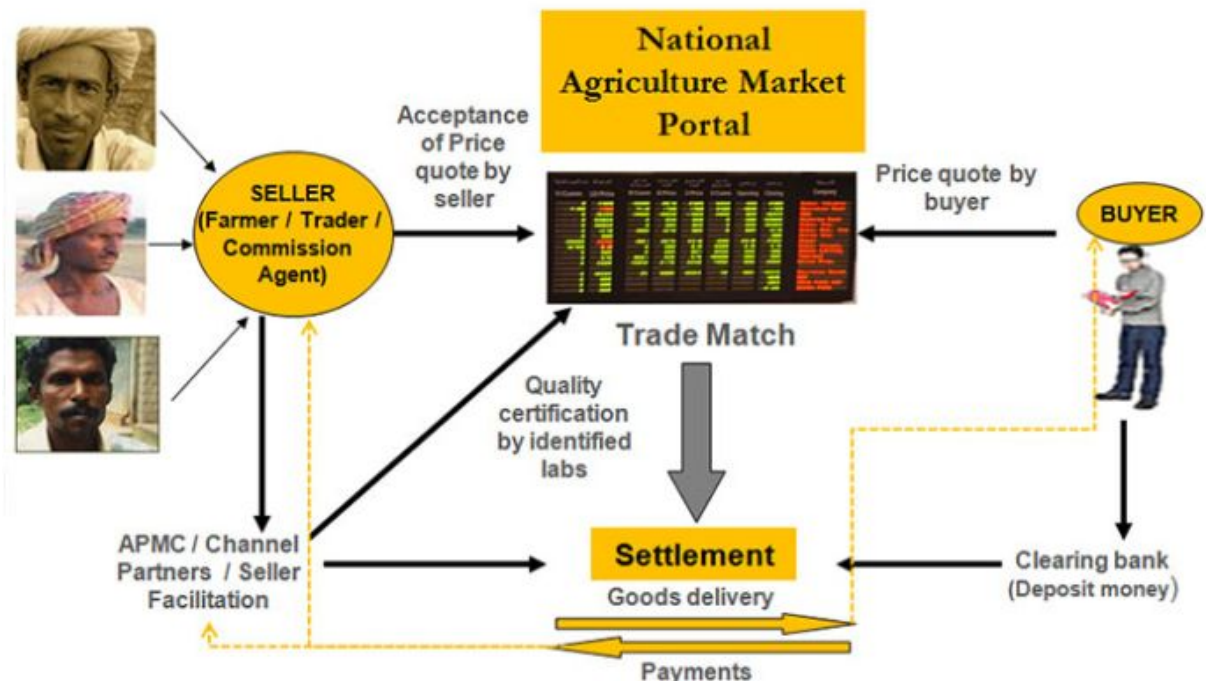 National
Agriculture Market
Portal
Acceptance
of Price
quote by
seller
SELLER
(Farmer / Trader /
Commission
Agent)
Price quote by
buyer
BUYER
Trade Match
Quality
certification
by identified
labs
APMC / Channel
Partners / Seller
Facilitation
Settlement
Goods delivery
Payments
Clearing bank
(Deposit money)